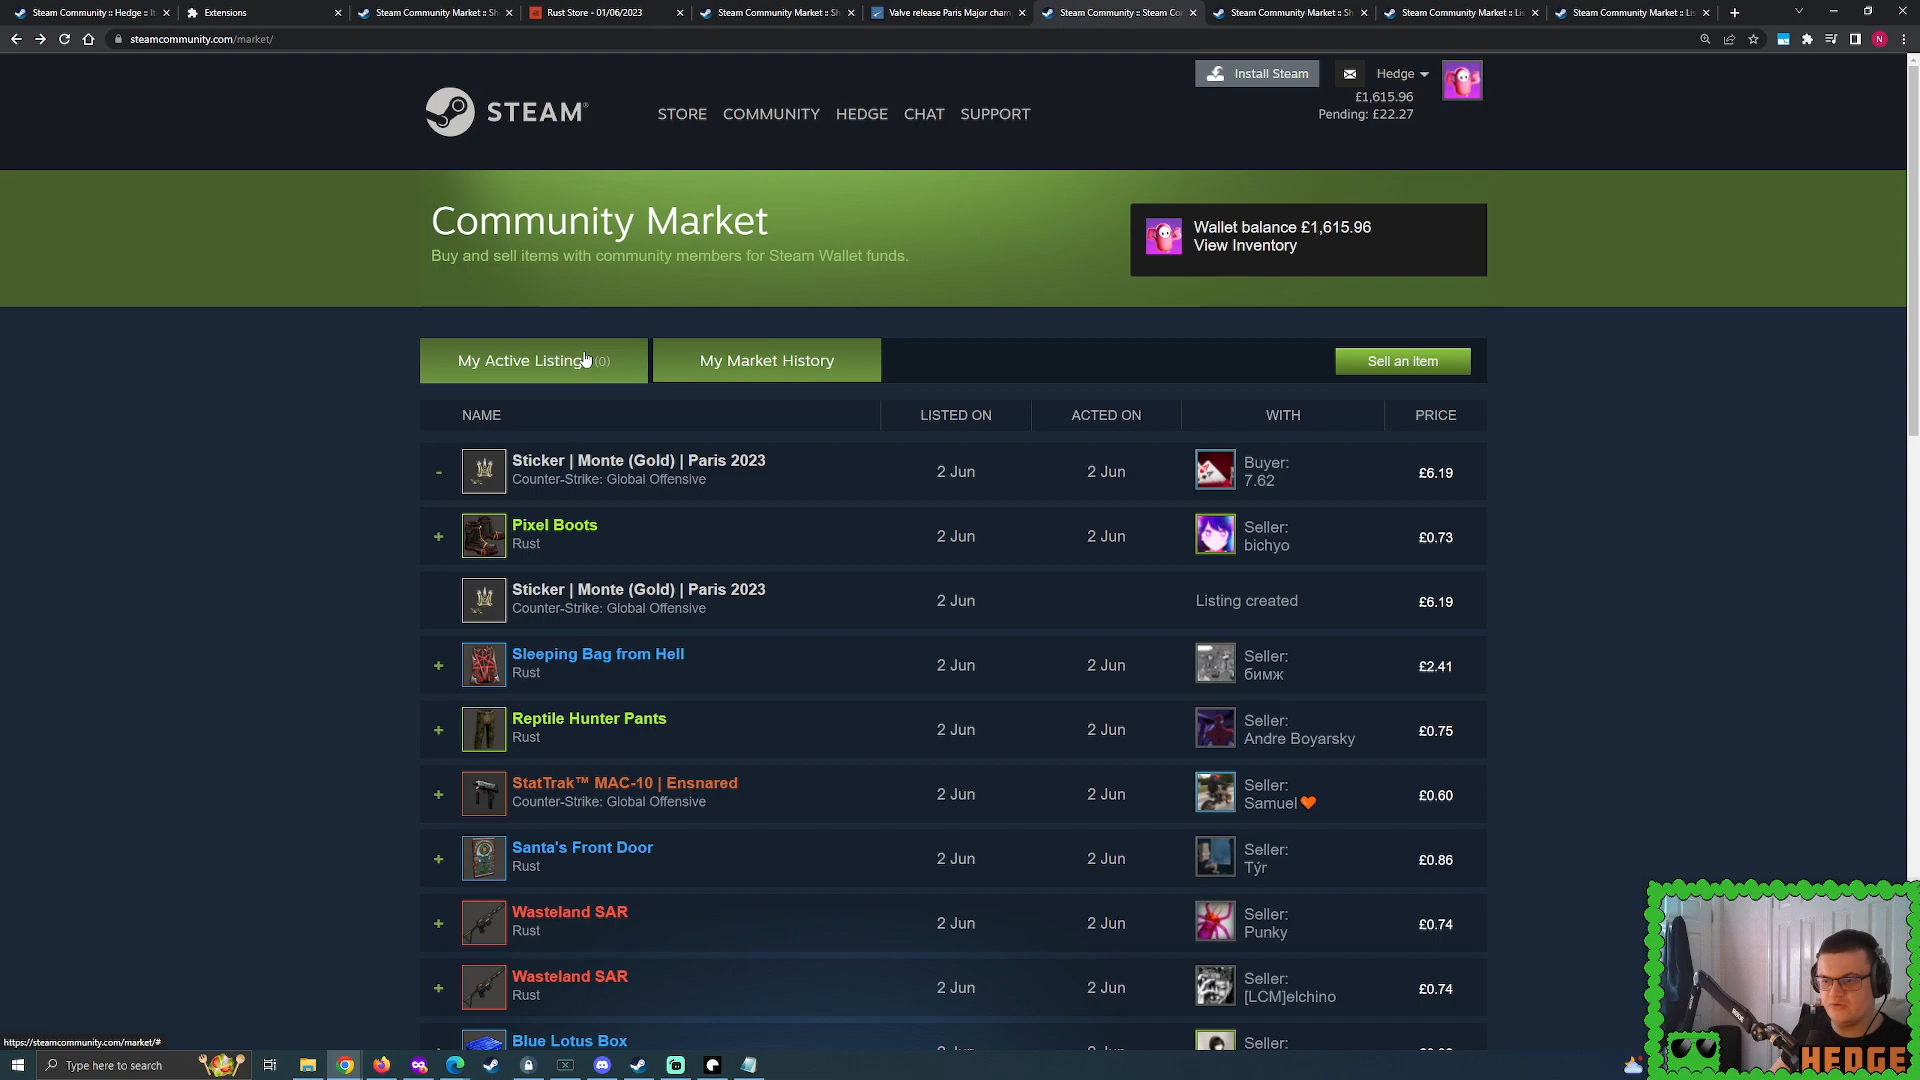 Steam Community :: Hedge :: It
Extensions
Steam Community Market :: Sh
Rust Store - 01/06/2023
Steam Community Market :: Sh
Valve release Paris Major cham
Steam Community :: Steam Co
Steam Community Market :: Sh
Steam Community Market :: Lis
Steam Community Market :: Lis
steamcommunity.com/market/
N
Install Steam
Hedge
£1,615.96
Pending: £22.27
STEAM
STORE COMMUNITY HEDGE CHAT SUPPORT
Community Market
Buy and sell items with community members for Steam Wallet funds.
Wallet balance £1,615.96
View Inventory
My Active Listing (0)
My Market History
Sell an item
NAME LISTED ON ACTED ON WITH PRICE
- Sticker | Monte (Gold) | Paris 2023
Counter-Strike: Global Offensive
2 Jun 2 Jun
Buyer:
7.62
£6.19
+ Pixel Boots
Rust
2 Jun 2 Jun
Seller:
bichyo
£0.73
Sticker | Monte (Gold) | Paris 2023
Counter-Strike: Global Offensive
2 Jun
Listing created
£6.19
+ Sleeping Bag from Hell
Rust
2 Jun 2 Jun
Seller:
бимж
£2.41
+ Reptile Hunter Pants
Rust
2 Jun 2 Jun
Seller:
Andre Boyarsky
£0.75
+ StatTrak™ MAC-10 | Ensnared
Counter-Strike: Global Offensive
2 Jun 2 Jun
Seller:
Samuel🧡
£0.60
+ Santa's Front Door
Rust
2 Jun 2 Jun
Seller:
Týr
£0.86
+ Wasteland SAR
Rust
2 Jun 2 Jun
Seller:
Punky
£0.74
+ Wasteland SAR
Rust
2 Jun 2 Jun
Seller:
[LCM]elchino
£0.74
Blue Lotus Box
Seller:
https://steamcommunity.com/market/#
Type here to search
HEDGE